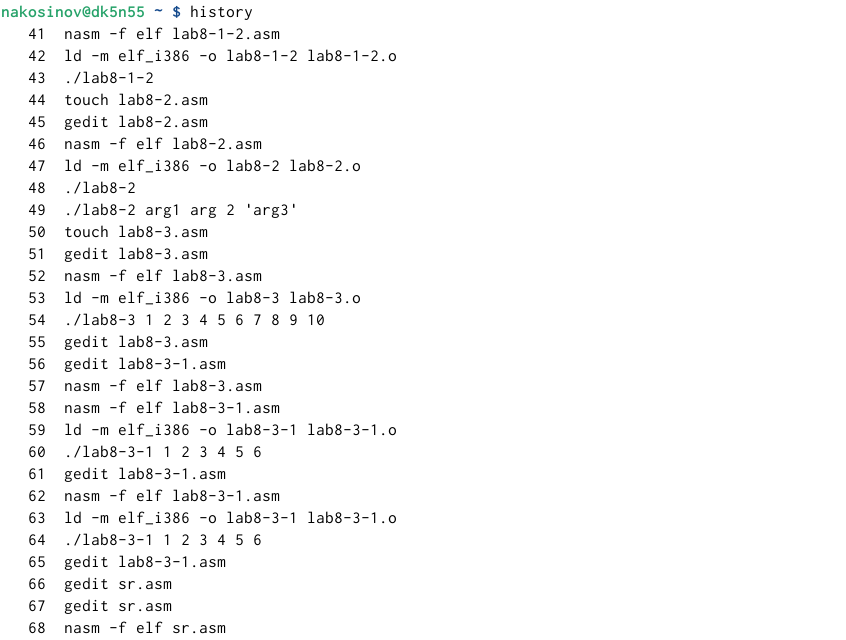 nakosinov@dk5n55 ~ $ history
41 nasm -f elf lab8-1-2.asm
42 ld -m elf_i386 -o lab8-1-2 lab8-1-2.o
43 ./lab8-1-2
44 touch lab8-2.asm
45 gedit lab8-2.asm
46 nasm -f elf lab8-2.asm
47 ld -m elf_i386 -o lab8-2 lab8-2.o
48 ./lab8-2
49 ./lab8-2 arg1 arg 2 'arg3'
50 touch lab8-3.asm
51 gedit lab8-3.asm
52 nasm -f elf lab8-3.asm
53 ld -m elf_i386 -o lab8-3 lab8-3.o
54 ./lab8-3 1 2 3 4 5 6 7 8 9 10
55 gedit lab8-3.asm
56 gedit lab8-3-1.asm
57 nasm -f elf lab8-3.asm
58 nasm -f elf lab8-3-1.asm
59 ld -m elf_i386 -o lab8-3-1 lab8-3-1.o
60 ./lab8-3-1 1 2 3 4 5 6
61 gedit lab8-3-1.asm
62 nasm -f elf lab8-3-1.asm
63 ld -m elf_i386 -o lab8-3-1 lab8-3-1.o
64 ./lab8-3-1 1 2 3 4 5 6
65 gedit lab8-3-1.asm
66 gedit sr.asm
67 gedit sr.asm
68 nasm -f elf sr.asm